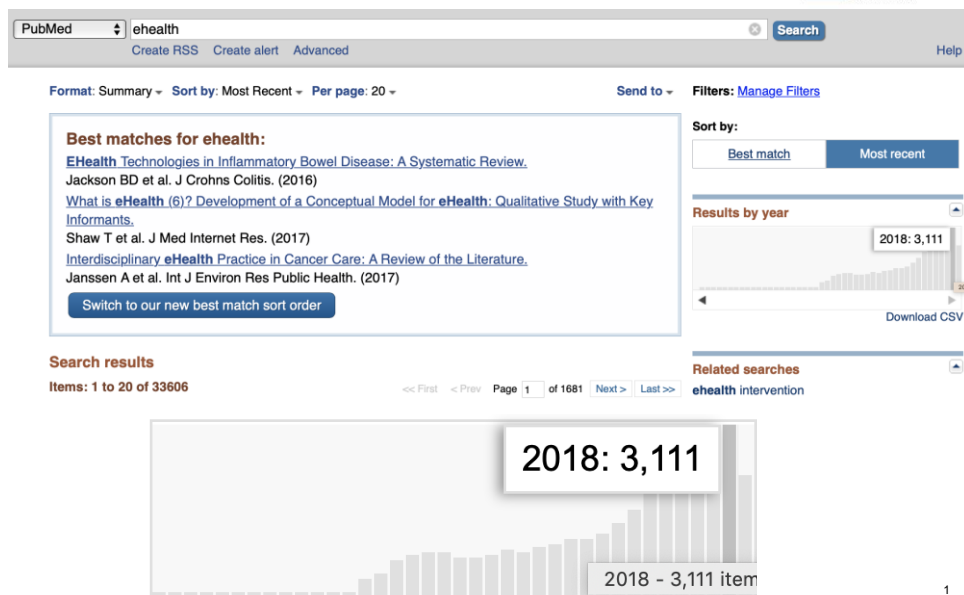 PubMed ehealth Search
Create RSS Create alert Advanced Help
Format: Summary Sort by: Most Recent Per page: 20 Send to Filters: Manage Filters
Best matches for ehealth:
EHealth Technologies in Inflammatory Bowel Disease: A Systematic Review.
Jackson BD et al. J Crohns Colitis. (2016)
What is eHealth (6)? Development of a Conceptual Model for eHealth: Qualitative Study with Key
Informants.
Shaw T et al. J Med Internet Res. (2017)
Interdisciplinary eHealth Practice in Cancer Care: A Review of the Literature.
Janssen A et al. Int J Environ Res Public Health. (2017)
Switch to our new best match sort order
Sort by:
Best match Most recent
Results by year
2018: 3,111
Download CSV
Search results
Items: 1 to 20 of 33606 << First < Prev Page 1 of 1681 Next > Last >>
Related searches
ehealth intervention
2018: 3,111
2018 - 3,111 item
1